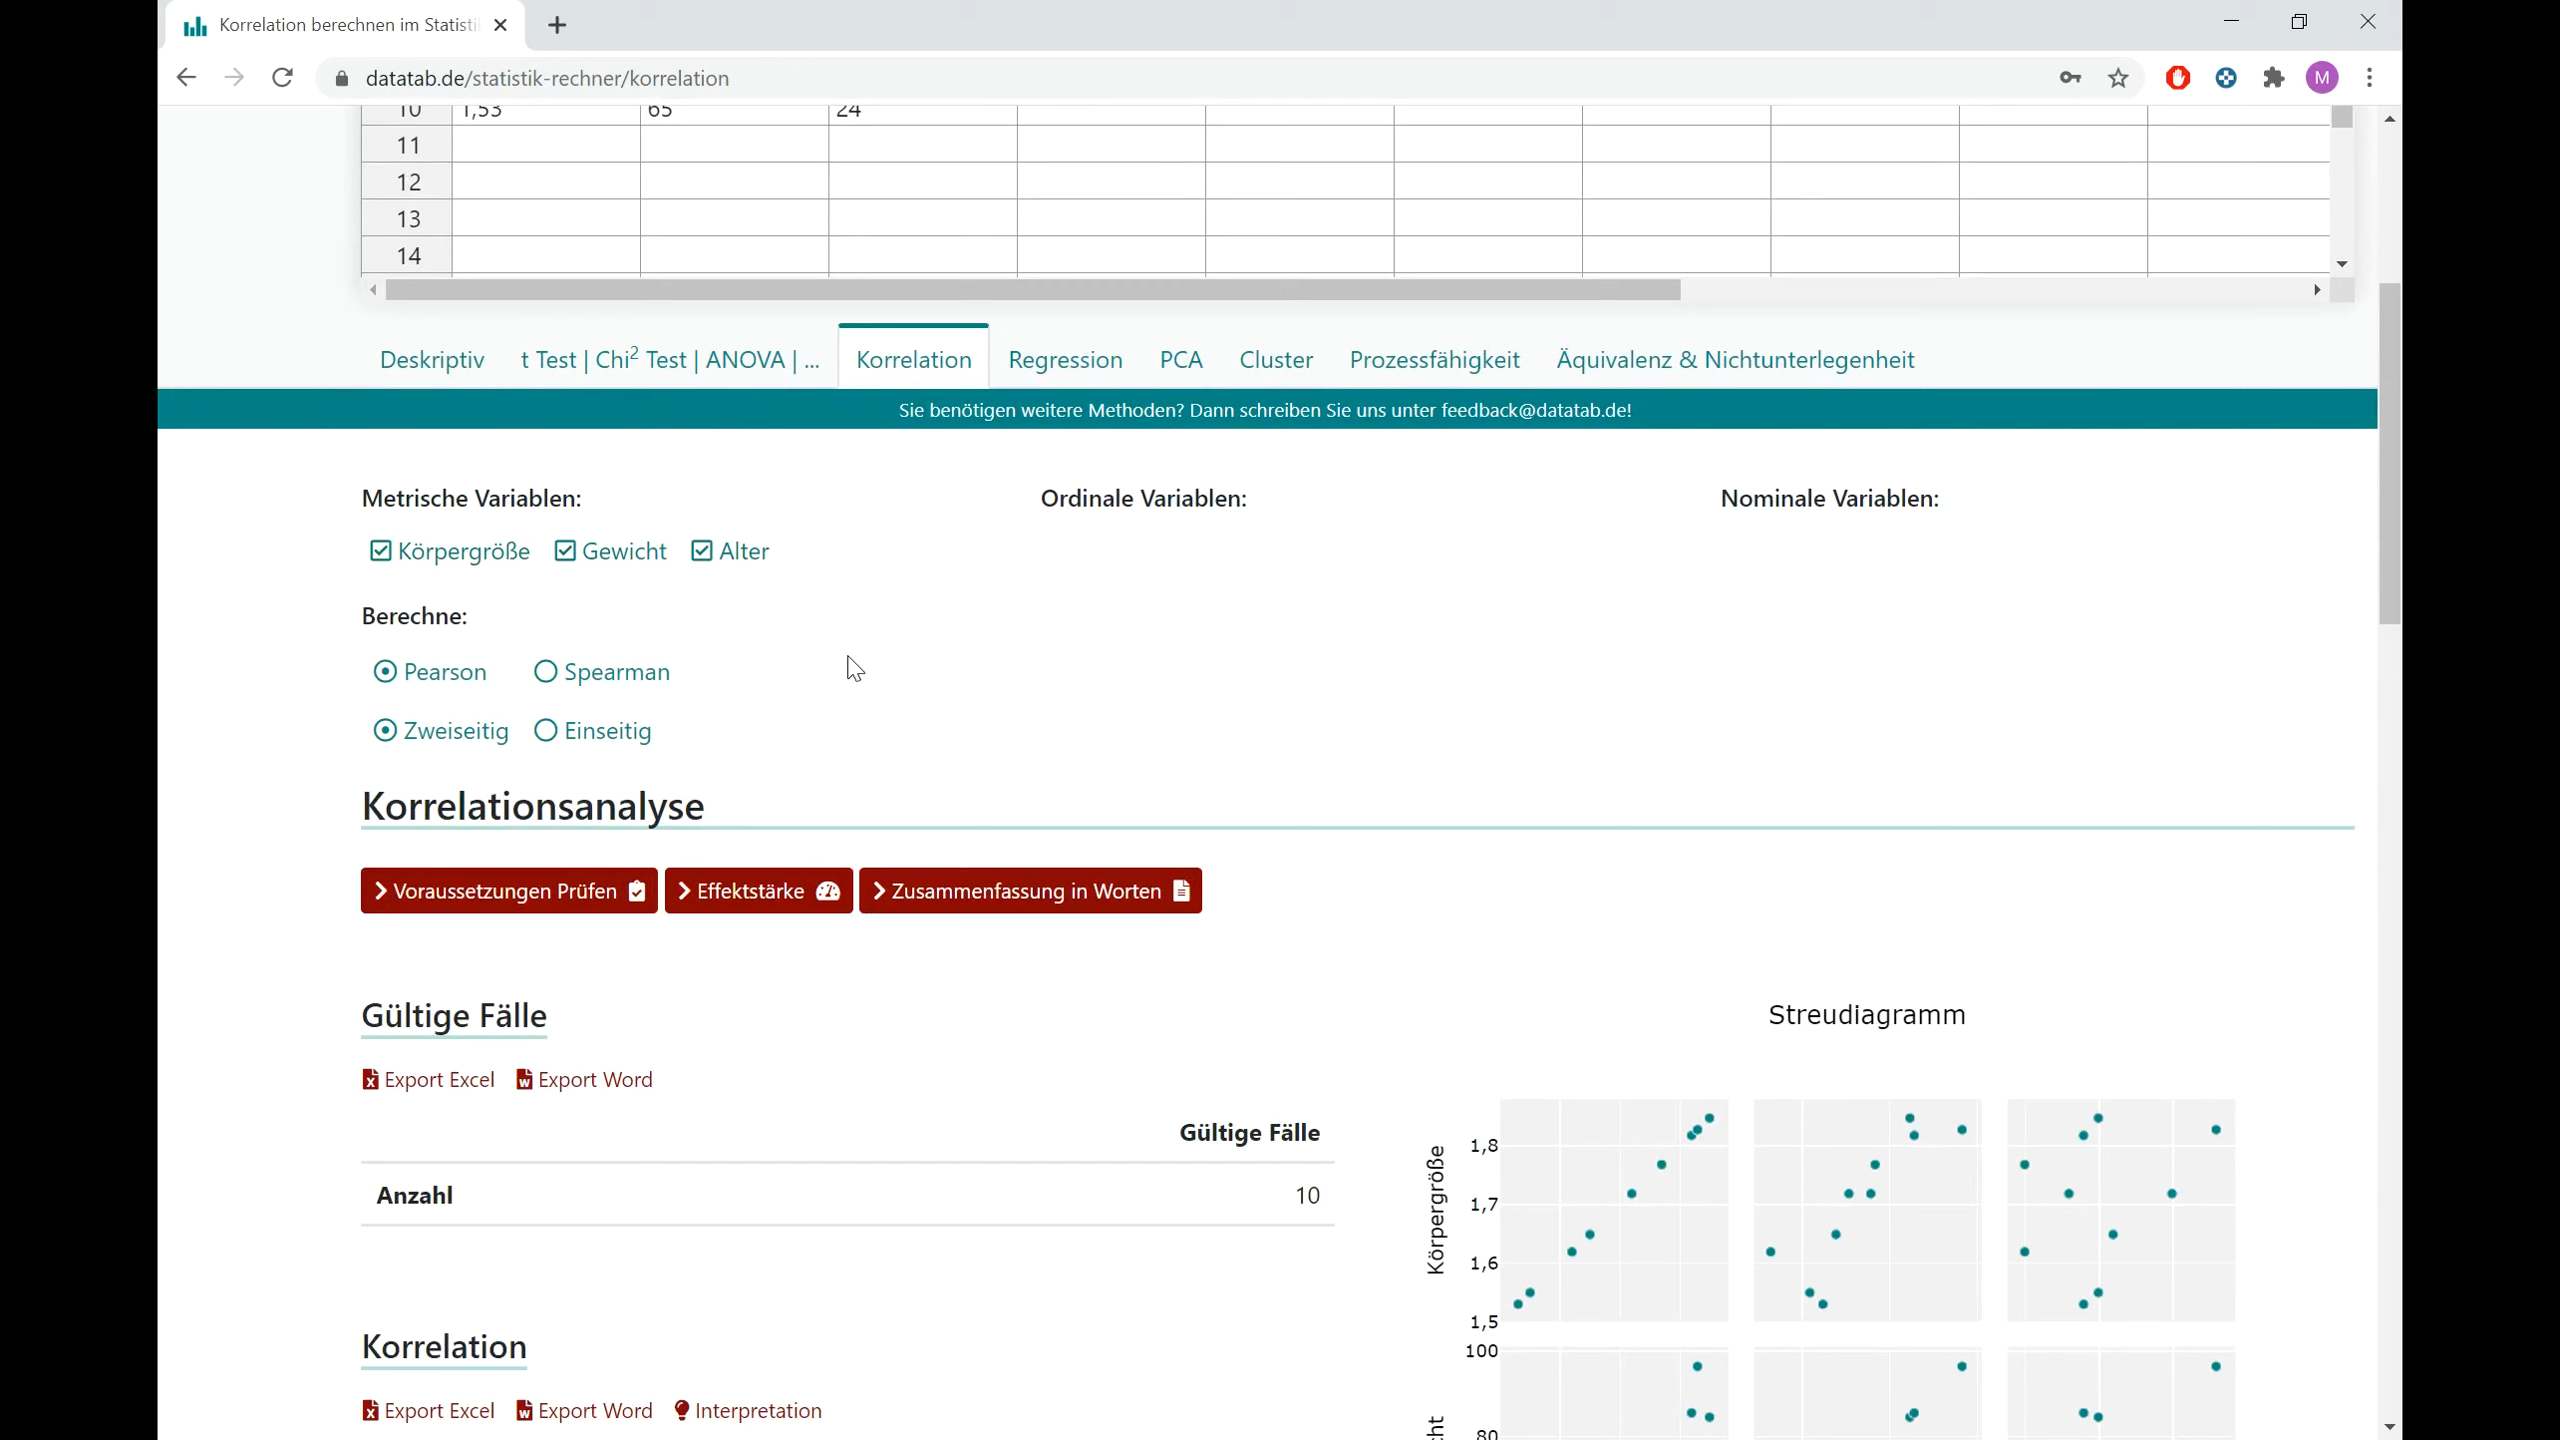 Korrelation berechnen im Statisti
datatab.de/statistik-rechner/korrelation
M
10 1,53 65 24
11
12
13
14
Deskriptiv t Test | Chi² Test | ANOVA | ... Korrelation Regression PCA Cluster Prozessfähigkeit Äquivalenz & Nichtunterlegenheit
Sie benötigen weitere Methoden? Dann schreiben Sie uns unter feedback@datatab.de!
Metrische Variablen: Ordinale Variablen: Nominale Variablen:
Körpergröße Gewicht Alter
Berechne:
Pearson Spearman
Zweiseitig Einseitig
Korrelationsanalyse
Voraussetzungen Prüfen Effektstärke Zusammenfassung in Worten
Gültige Fälle
Export Excel Export Word
Gültige Fälle
Anzahl 10
Korrelation
Export Excel Export Word Interpretation
Streudiagramm
Körpergröße
1,8
1,7
1,6
1,5
100
80
cht